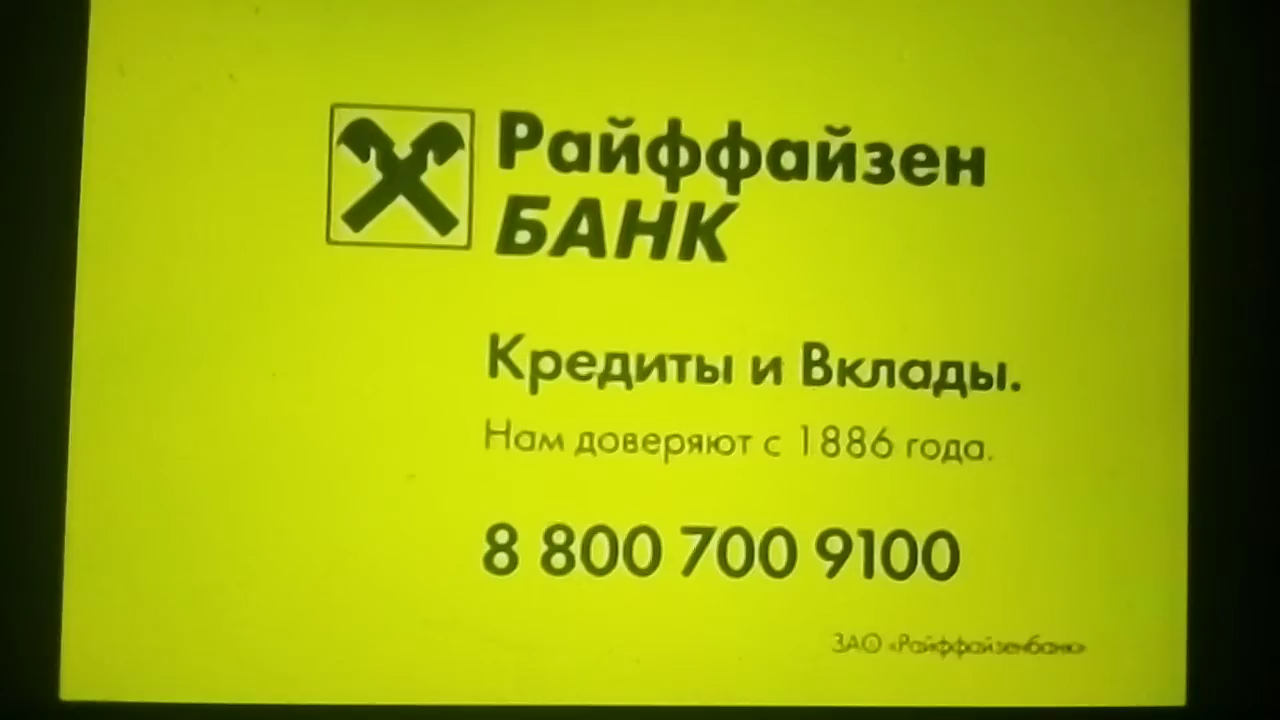 Райффайзен
БАНК
Кредиты и Вклады.
Нам доверяют с 1886 года.
8 800 700 9100
ЗАО «Райффайзенбанк»